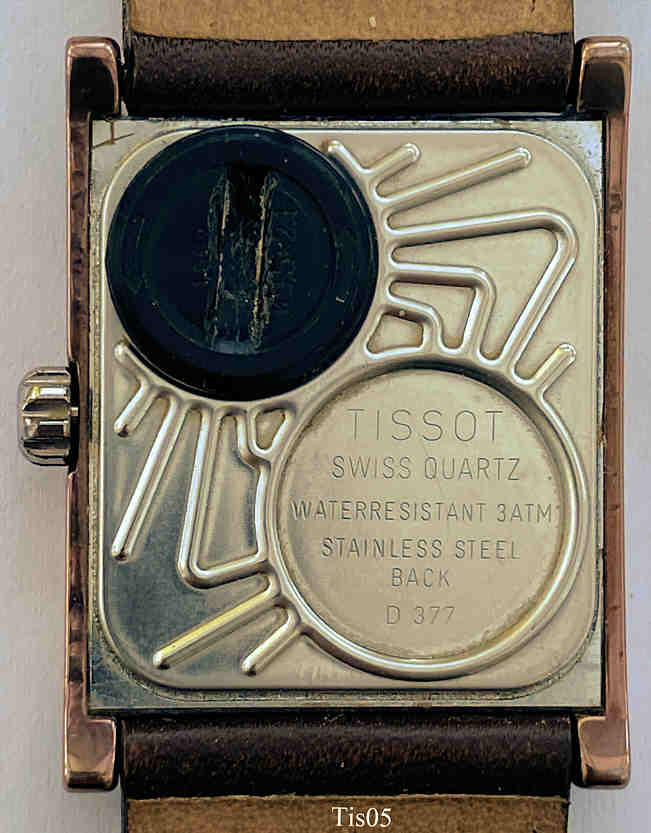 TISSOT
SWISS QUARTZ
WATERRESISTANT 3ATM
STAINLESS STEEL
BACK
D 377
Tis05